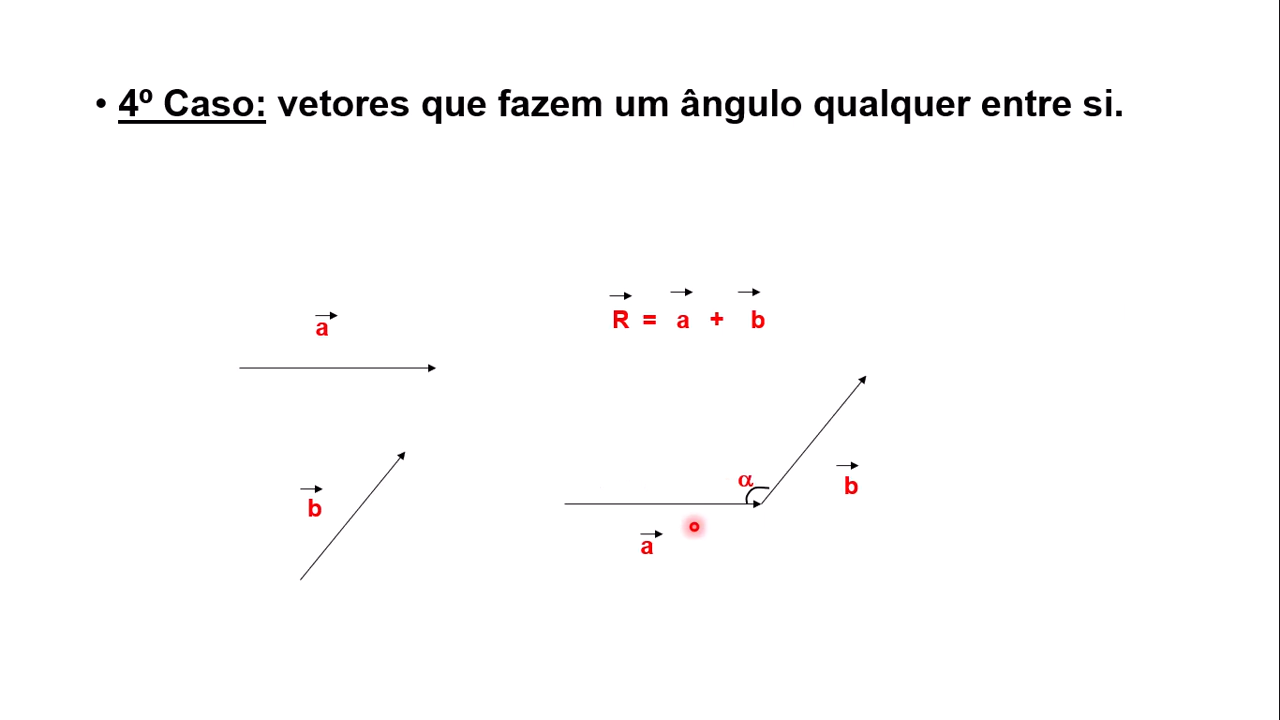 • 4º Caso: vetores que fazem um ângulo qualquer entre si.
a
R = a + b
b
α
b
a